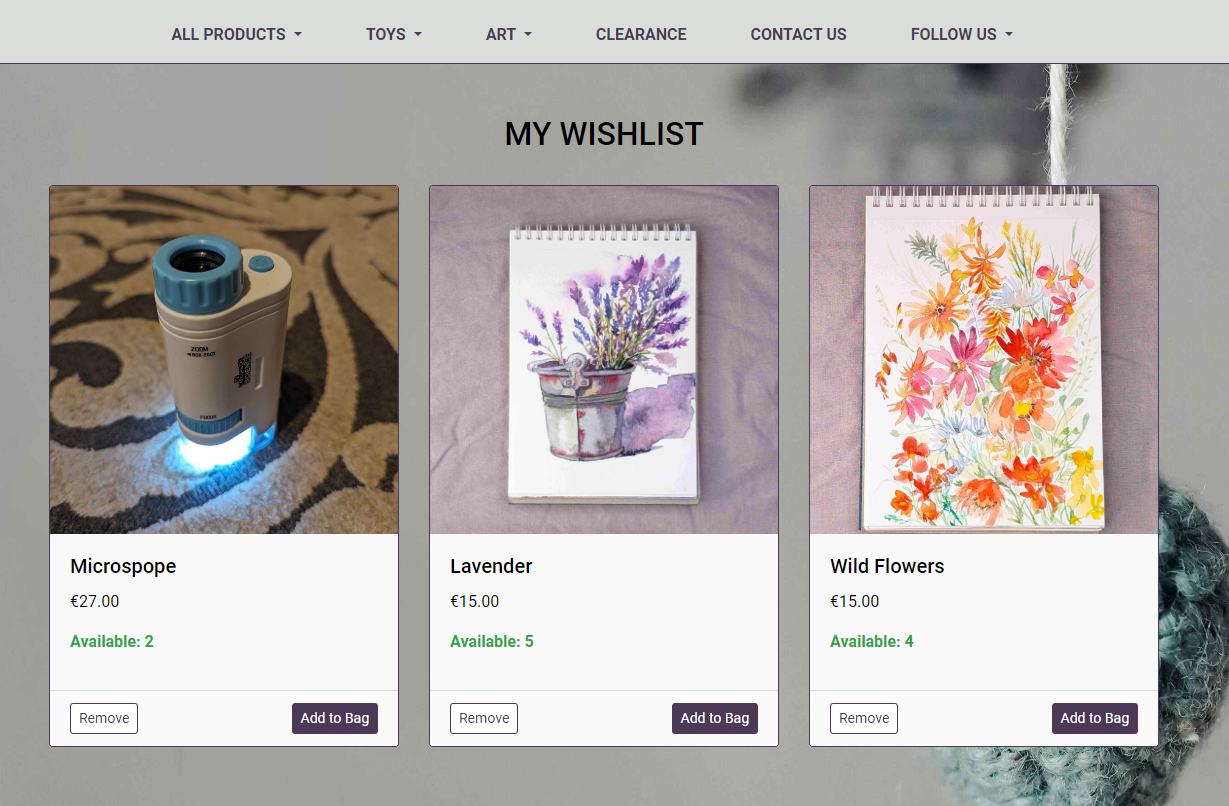 ALL PRODUCTS TOYS ART CLEARANCE CONTACT US FOLLOW US
MY WISHLIST
ZOOM
FOCUS
Microspope
€27.00
Available: 2
Remove Add to Bag
Lavender
€15.00
Available: 5
Remove Add to Bag
Wild Flowers
€15.00
Available: 4
Remove Add to Bag